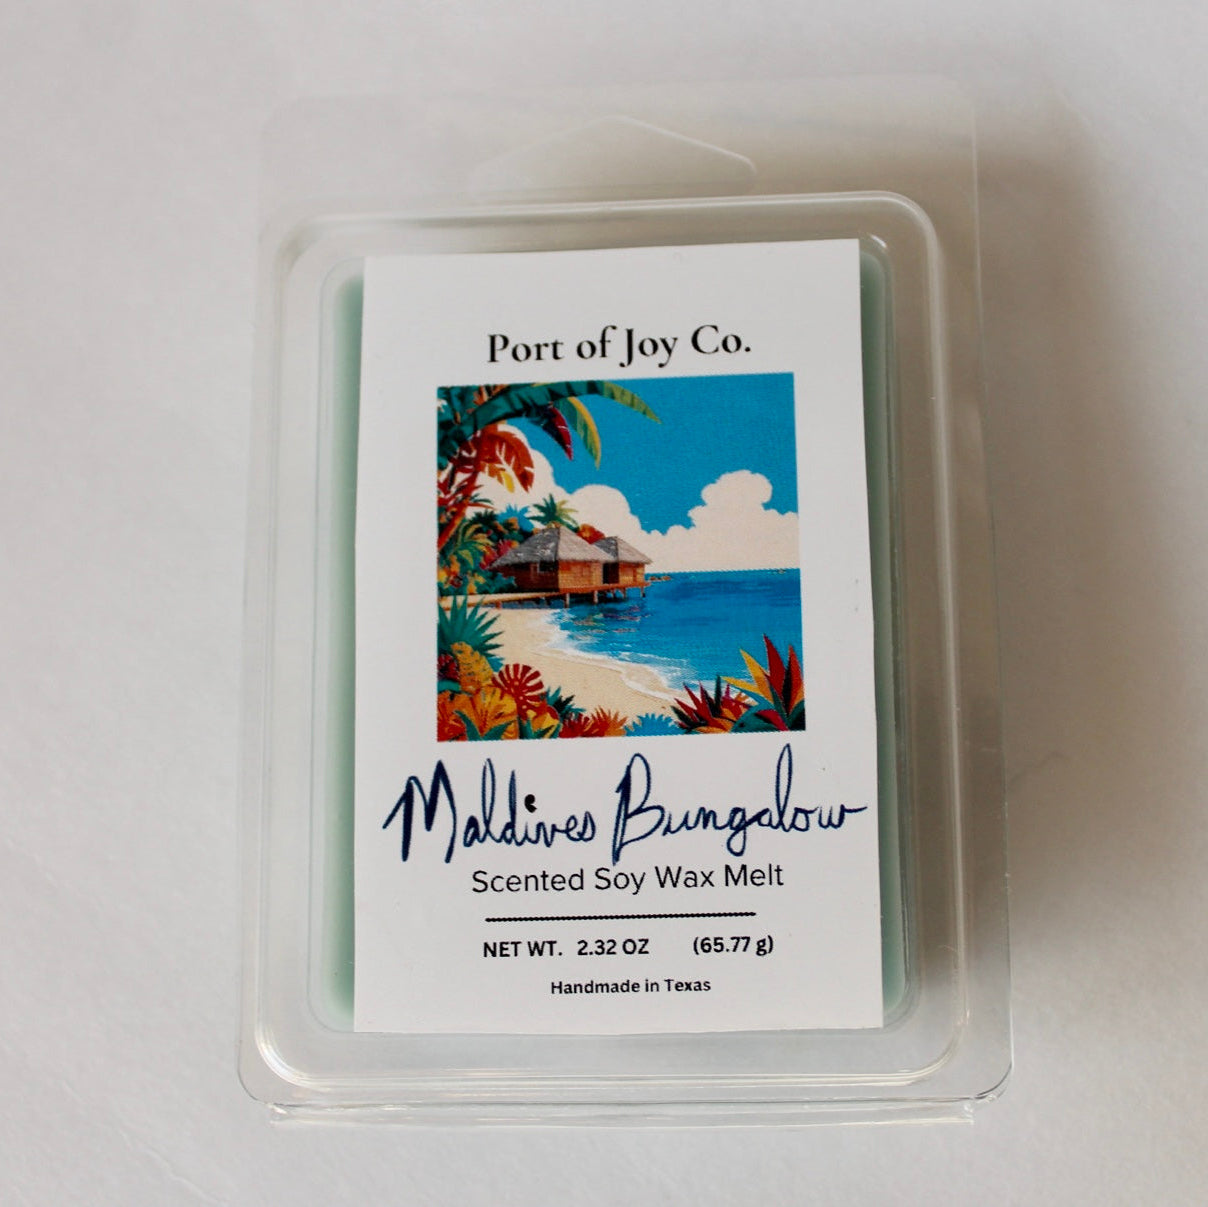 Port of Joy Co.
Maldives Bungalow
Scented Soy Wax Melt
NET WT. 2.32 OZ (65.77 g)
Handmade in Texas